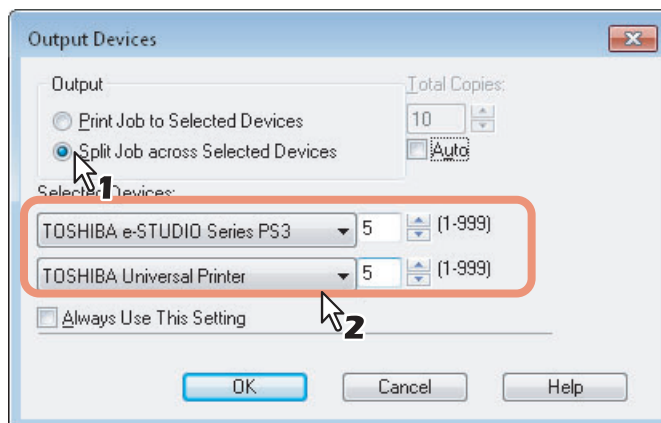 Output Devices
Output
Total Copies:
Print Job to Selected Devices
10
Split Job across Selected Devices
Auto
1
Selected Devices:
TOSHIBA e-STUDIO Series PS3 5 (1-999)
TOSHIBA Universal Printer 5 (1-999)
Always Use This Setting
2
OK Cancel Help